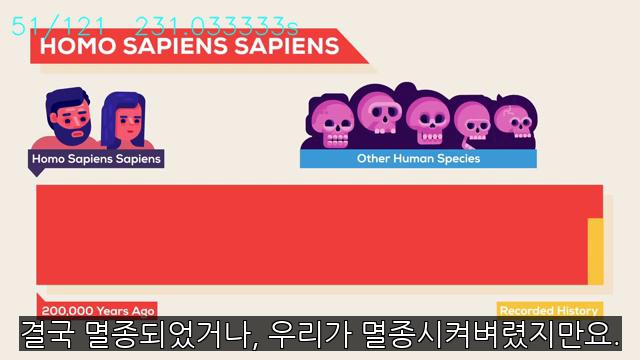 51/121 231.033333s
HOMO SAPIENS SAPIENS
Homo Sapiens Sapiens
Other Human Species
200,000 Years Ago
Recorded History
결국 멸종되었거나, 우리가 멸종시켜벼렸지만요.